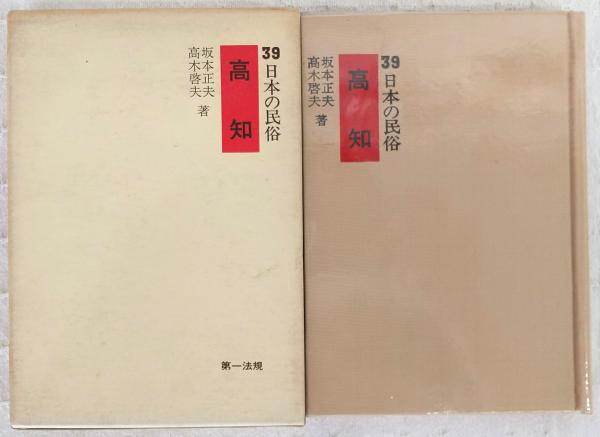 39 日本の民俗
高知
坂本正夫
高木啓夫 著
第一法規
39 日本の民俗
高知
坂本正夫
高木啓夫 著